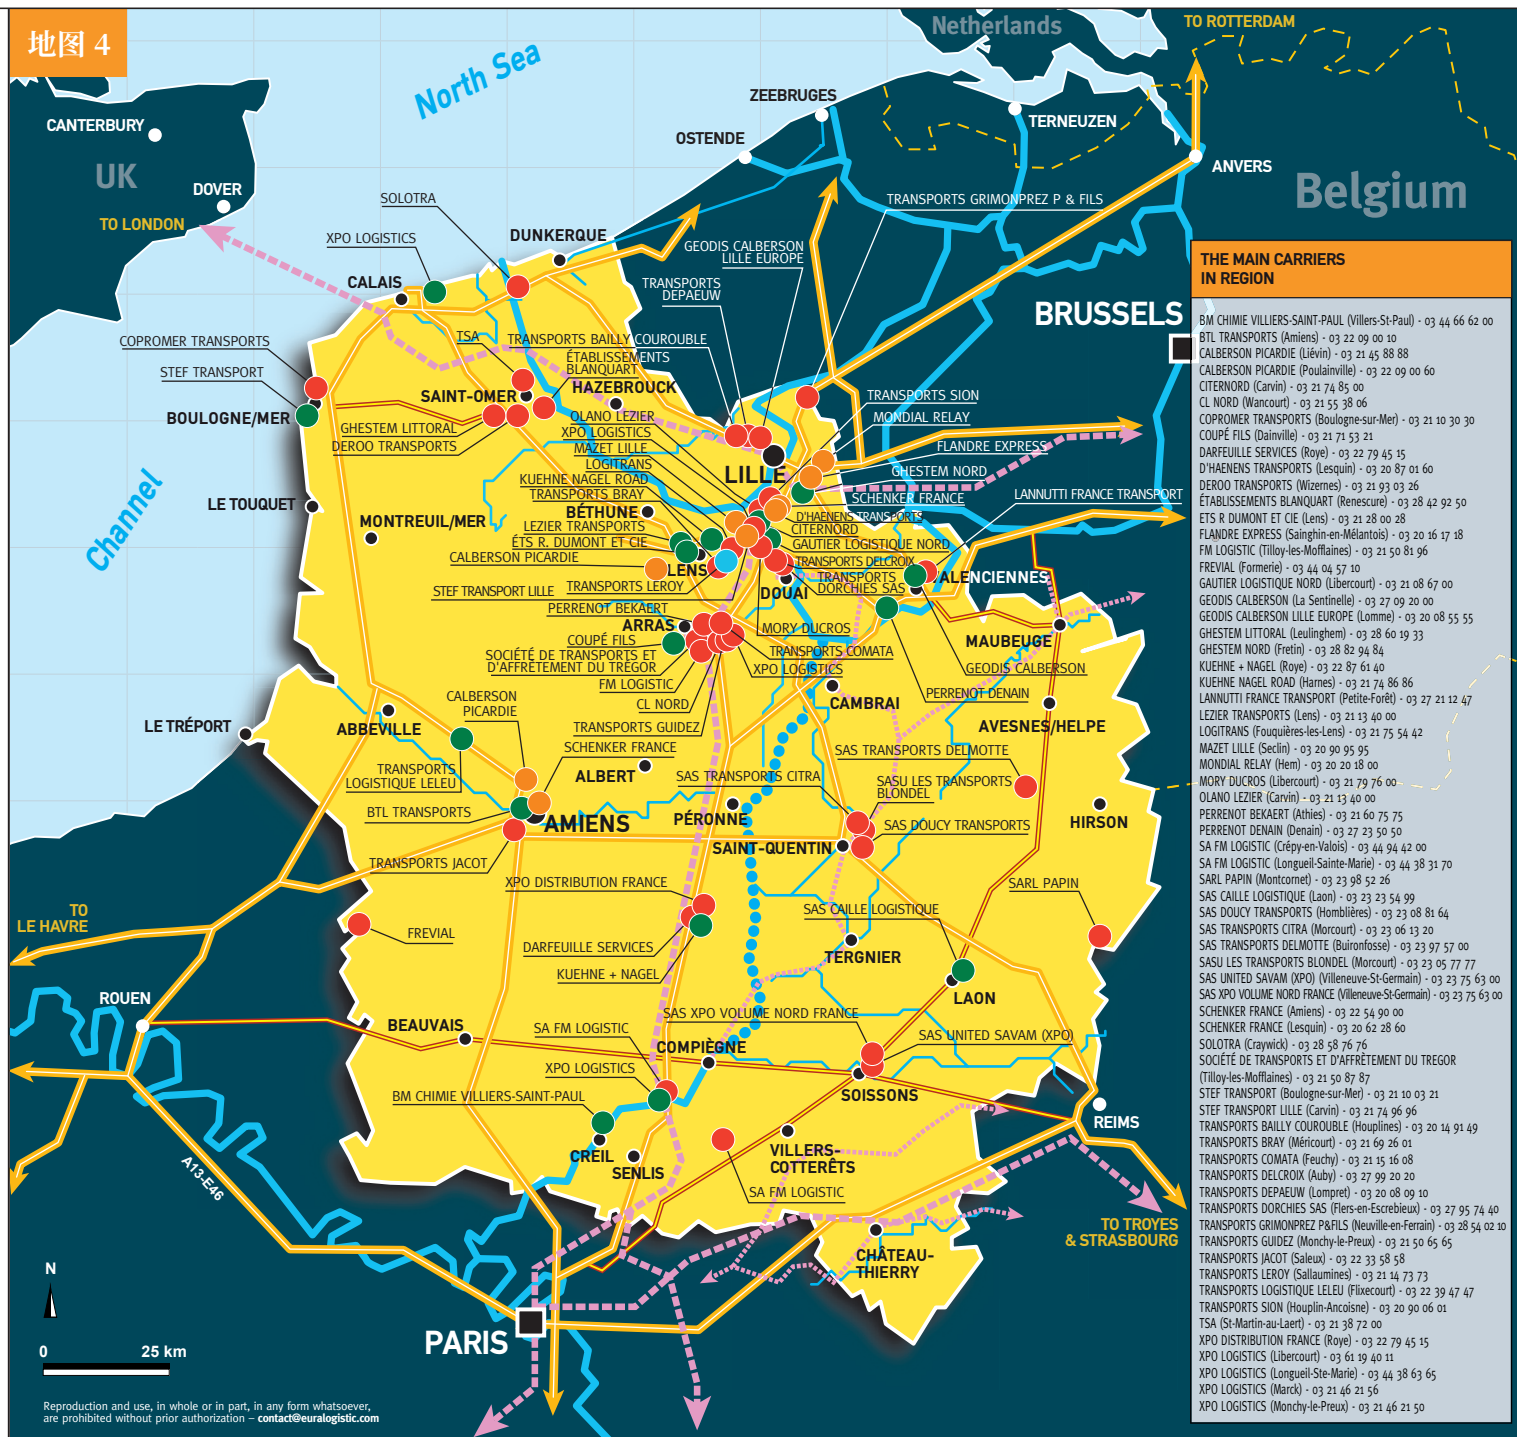 地图 4
North Sea
Netherlands
TO ROTTERDAM
ZEEBRUGES
TERNEUZEN
OSTENDE
ANVERS
CANTERBURY
UK
DOVER
TO LONDON
Belgium
SOLOTRA
TRANSPORTS GRIMONPREZ P & FILS
XPO LOGISTICS
DUNKERQUE
GEODIS CALBERSON
LILLE EUROPE
CALAIS
TRANSPORTS
DEPAEUW
BRUSSELS
COPROMER TRANSPORTS
TSA
TRANSPORTS BAILLY COUROUBLE
ÉTABLISSEMENTS
BLANQUART
STEF TRANSPORT
HAZEBROUCK
SAINT-OMER
TRANSPORTS SION
BOULOGNE/MER
OLANO LEZIER
MONDIAL RELAY
GHESTEM LITTORAL
XPO LOGISTICS
DEROO TRANSPORTS
MAZET LILLE
FLANDRE EXPRESS
LOGITRANS
LILLE
GHESTEM NORD
KUEHNE NAGEL ROAD
TRANSPORTS BRAY
SCHENKER FRANCE
LANNUTTI FRANCE TRANSPORT
Channel
LE TOUQUET
BÉTHUNE
D'HAENENS TRANSPORTS
MONTREUIL/MER
LEZIER TRANSPORTS
CITERNORD
ÉTS R. DUMONT ET CIE
GAUTIER LOGISTIQUE NORD
CALBERSON PICARDIE
TRANSPORTS DELCROIX
LENS
TRANSPORTS
DORCHIES SAS
VALENCIENNES
STEF TRANSPORT LILLE
TRANSPORTS LEROY
DOUAI
PERRENOT BEKAERT
ARRAS
MORY DUCROS
MAUBEUGE
COUPÉ FILS
SOCIÉTÉ DE TRANSPORTS ET
D'AFFRÈTEMENT DU TRÉGOR
TRANSPORTS COMATA
FM LOGISTIC
XPO LOGISTICS
GEODIS CALBERSON
CL NORD
CAMBRAI
PERRENOT DENAIN
CALBERSON
PICARDIE
TRANSPORTS GUIDEZ
AVESNES/HELPE
LE TRÉPORT
ABBEVILLE
SCHENKER FRANCE
SAS TRANSPORTS DELMOTTE
TRANSPORTS
LOGISTIQUE LELEU
ALBERT
SAS TRANSPORTS CITRA
SASU LES TRANSPORTS
BLONDEL
BTL TRANSPORTS
AMIENS
PÉRONNE
HIRSON
SAS DOUCY TRANSPORTS
SAINT-QUENTIN
TRANSPORTS JACOT
XPO DISTRIBUTION FRANCE
SARL PAPIN
TO
LE HAVRE
SAS CAILLE LOGISTIQUE
FREVIAL
DARFEUILLE SERVICES
TERGNIER
KUEHNE + NAGEL
ROUEN
LAON
BEAUVAIS
SAS XPO VOLUME NORD FRANCE
SA FM LOGISTIC
SAS UNITED SAVAM (XPO)
COMPIÈGNE
XPO LOGISTICS
BM CHIMIE VILLIERS-SAINT-PAUL
SOISSONS
REIMS
CREIL
VILLERS-
COTTERÊTS
SENLIS
A13-E46
SA FM LOGISTIC
TO TROYES
& STRASBOURG
CHÂTEAU-
THIERRY
PARIS
N
0 25 km
Reproduction and use, in whole or in part, in any form whatsoever,
are prohibited without prior authorization – contact@euralogistic.com
THE MAIN CARRIERS
IN REGION
BM CHIMIE VILLIERS-SAINT-PAUL (Villers-St-Paul) - 03 44 66 62 00
BTL TRANSPORTS (Amiens) - 03 22 09 00 10
CALBERSON PICARDIE (Liévin) - 03 21 45 88 88
CALBERSON PICARDIE (Poulainville) - 03 22 09 00 60
CITERNORD (Carvin) - 03 21 74 85 00
CL NORD (Wancourt) - 03 21 55 38 06
COPROMER TRANSPORTS (Boulogne-sur-Mer) - 03 21 10 30 30
COUPÉ FILS (Dainville) - 03 21 71 53 21
DARFEUILLE SERVICES (Roye) - 03 22 79 45 15
D'HAENENS TRANSPORTS (Lesquin) - 03 20 87 01 60
DEROO TRANSPORTS (Wizernes) - 03 21 93 03 26
ÉTABLISSEMENTS BLANQUART (Renescure) - 03 28 42 92 50
ETS R DUMONT ET CIE (Lens) - 03 21 28 00 28
FLANDRE EXPRESS (Sainghin-en-Mélantois) - 03 20 16 17 18
FM LOGISTIC (Tilloy-les-Mofflaines) - 03 21 50 81 96
FREVIAL (Formerie) - 03 44 04 57 10
GAUTIER LOGISTIQUE NORD (Libercourt) - 03 21 08 67 00
GEODIS CALBERSON (La Sentinelle) - 03 27 09 20 00
GEODIS CALBERSON LILLE EUROPE (Lomme) - 03 20 08 55 55
GHESTEM LITTORAL (Leulinghem) - 03 28 60 19 33
GHESTEM NORD (Fretin) - 03 28 82 94 84
KUEHNE + NAGEL (Roye) - 03 22 87 61 40
KUEHNE NAGEL ROAD (Harnes) - 03 21 74 86 86
LANNUTTI FRANCE TRANSPORT (Petite-Forêt) - 03 27 21 12 47
LEZIER TRANSPORTS (Lens) - 03 21 13 40 00
LOGITRANS (Fouquières-les-Lens) - 03 21 75 54 42
MAZET LILLE (Seclin) - 03 20 90 95 95
MONDIAL RELAY (Hem) - 03 20 20 18 00
MORY DUCROS (Libercourt) - 03 21 79 76 00
OLANO LEZIER (Carvin) - 03 21 13 40 00
PERRENOT BEKAERT (Athies) - 03 21 60 75 75
PERRENOT DENAIN (Denain) - 03 27 23 50 50
SA FM LOGISTIC (Crépy-en-Valois) - 03 44 94 42 00
SA FM LOGISTIC (Longueil-Sainte-Marie) - 03 44 38 31 70
SARL PAPIN (Montcornet) - 03 23 98 52 26
SAS CAILLE LOGISTIQUE (Laon) - 03 23 23 54 99
SAS DOUCY TRANSPORTS (Homblières) - 03 23 08 81 64
SAS TRANSPORTS CITRA (Morcourt) - 03 23 06 13 20
SAS TRANSPORTS DELMOTTE (Buironfosse) - 03 23 97 57 00
SASU LES TRANSPORTS BLONDEL (Morcourt) - 03 23 05 77 77
SAS UNITED SAVAM (XPO) (Villeneuve-St-Germain) - 03 23 75 63 00
SAS XPO VOLUME NORD FRANCE (Villeneuve-St-Germain) - 03 23 75 63 00
SCHENKER FRANCE (Amiens) - 03 22 54 90 00
SCHENKER FRANCE (Lesquin) - 03 20 62 28 60
SOLOTRA (Craywick) - 03 28 58 76 76
SOCIÉTÉ DE TRANSPORTS ET D'AFFRÈTEMENT DU TREGOR
(Tilloy-les-Mofflaines) - 03 21 50 87 87
STEF TRANSPORT (Boulogne-sur-Mer) - 03 21 10 03 21
STEF TRANSPORT LILLE (Carvin) - 03 21 74 96 96
TRANSPORTS BAILLY COUROUBLE (Houplines) - 03 20 14 91 49
TRANSPORTS BRAY (Méricourt) - 03 21 69 26 01
TRANSPORTS COMATA (Feuchy) - 03 21 15 16 08
TRANSPORTS DELCROIX (Auby) - 03 27 99 20 20
TRANSPORTS DEPAEUW (Lompret) - 03 20 08 09 10
TRANSPORTS DORCHIES SAS (Flers-en-Escrebieux) - 03 27 95 74 40
TRANSPORTS GRIMONPREZ P&FILS (Neuville-en-Ferrain) - 03 28 54 02 10
TRANSPORTS GUIDEZ (Monchy-le-Preux) - 03 21 50 65 65
TRANSPORTS JACOT (Saleux) - 03 22 33 58 58
TRANSPORTS LEROY (Sallaumines) - 03 21 14 73 73
TRANSPORTS LOGISTIQUE LELEU (Flixecourt) - 03 22 39 47 47
TRANSPORTS SION (Houplin-Ancoisne) - 03 20 90 06 01
TSA (St-Martin-au-Laert) - 03 21 38 72 00
XPO DISTRIBUTION FRANCE (Roye) - 03 22 79 45 15
XPO LOGISTICS (Libercourt) - 03 61 19 40 11
XPO LOGISTICS (Longueil-Ste-Marie) - 03 44 38 63 65
XPO LOGISTICS (Marck) - 03 21 46 21 56
XPO LOGISTICS (Monchy-le-Preux) - 03 21 46 21 50